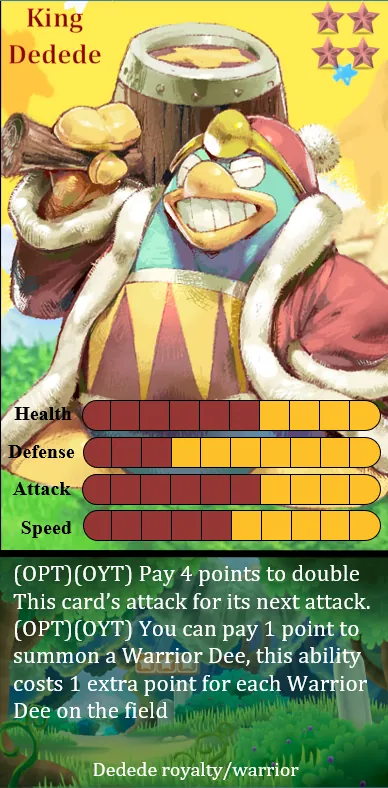 King
Dedede
Health
Defense
Attack
Speed
(OPT)(OYT) Pay 4 points to double
This card’s attack for its next attack.
(OPT)(OYT) You can pay 1 point to
summon a Warrior Dee, this ability
costs 1 extra point for each Warrior
Dee on the field
Dedede royalty/warrior